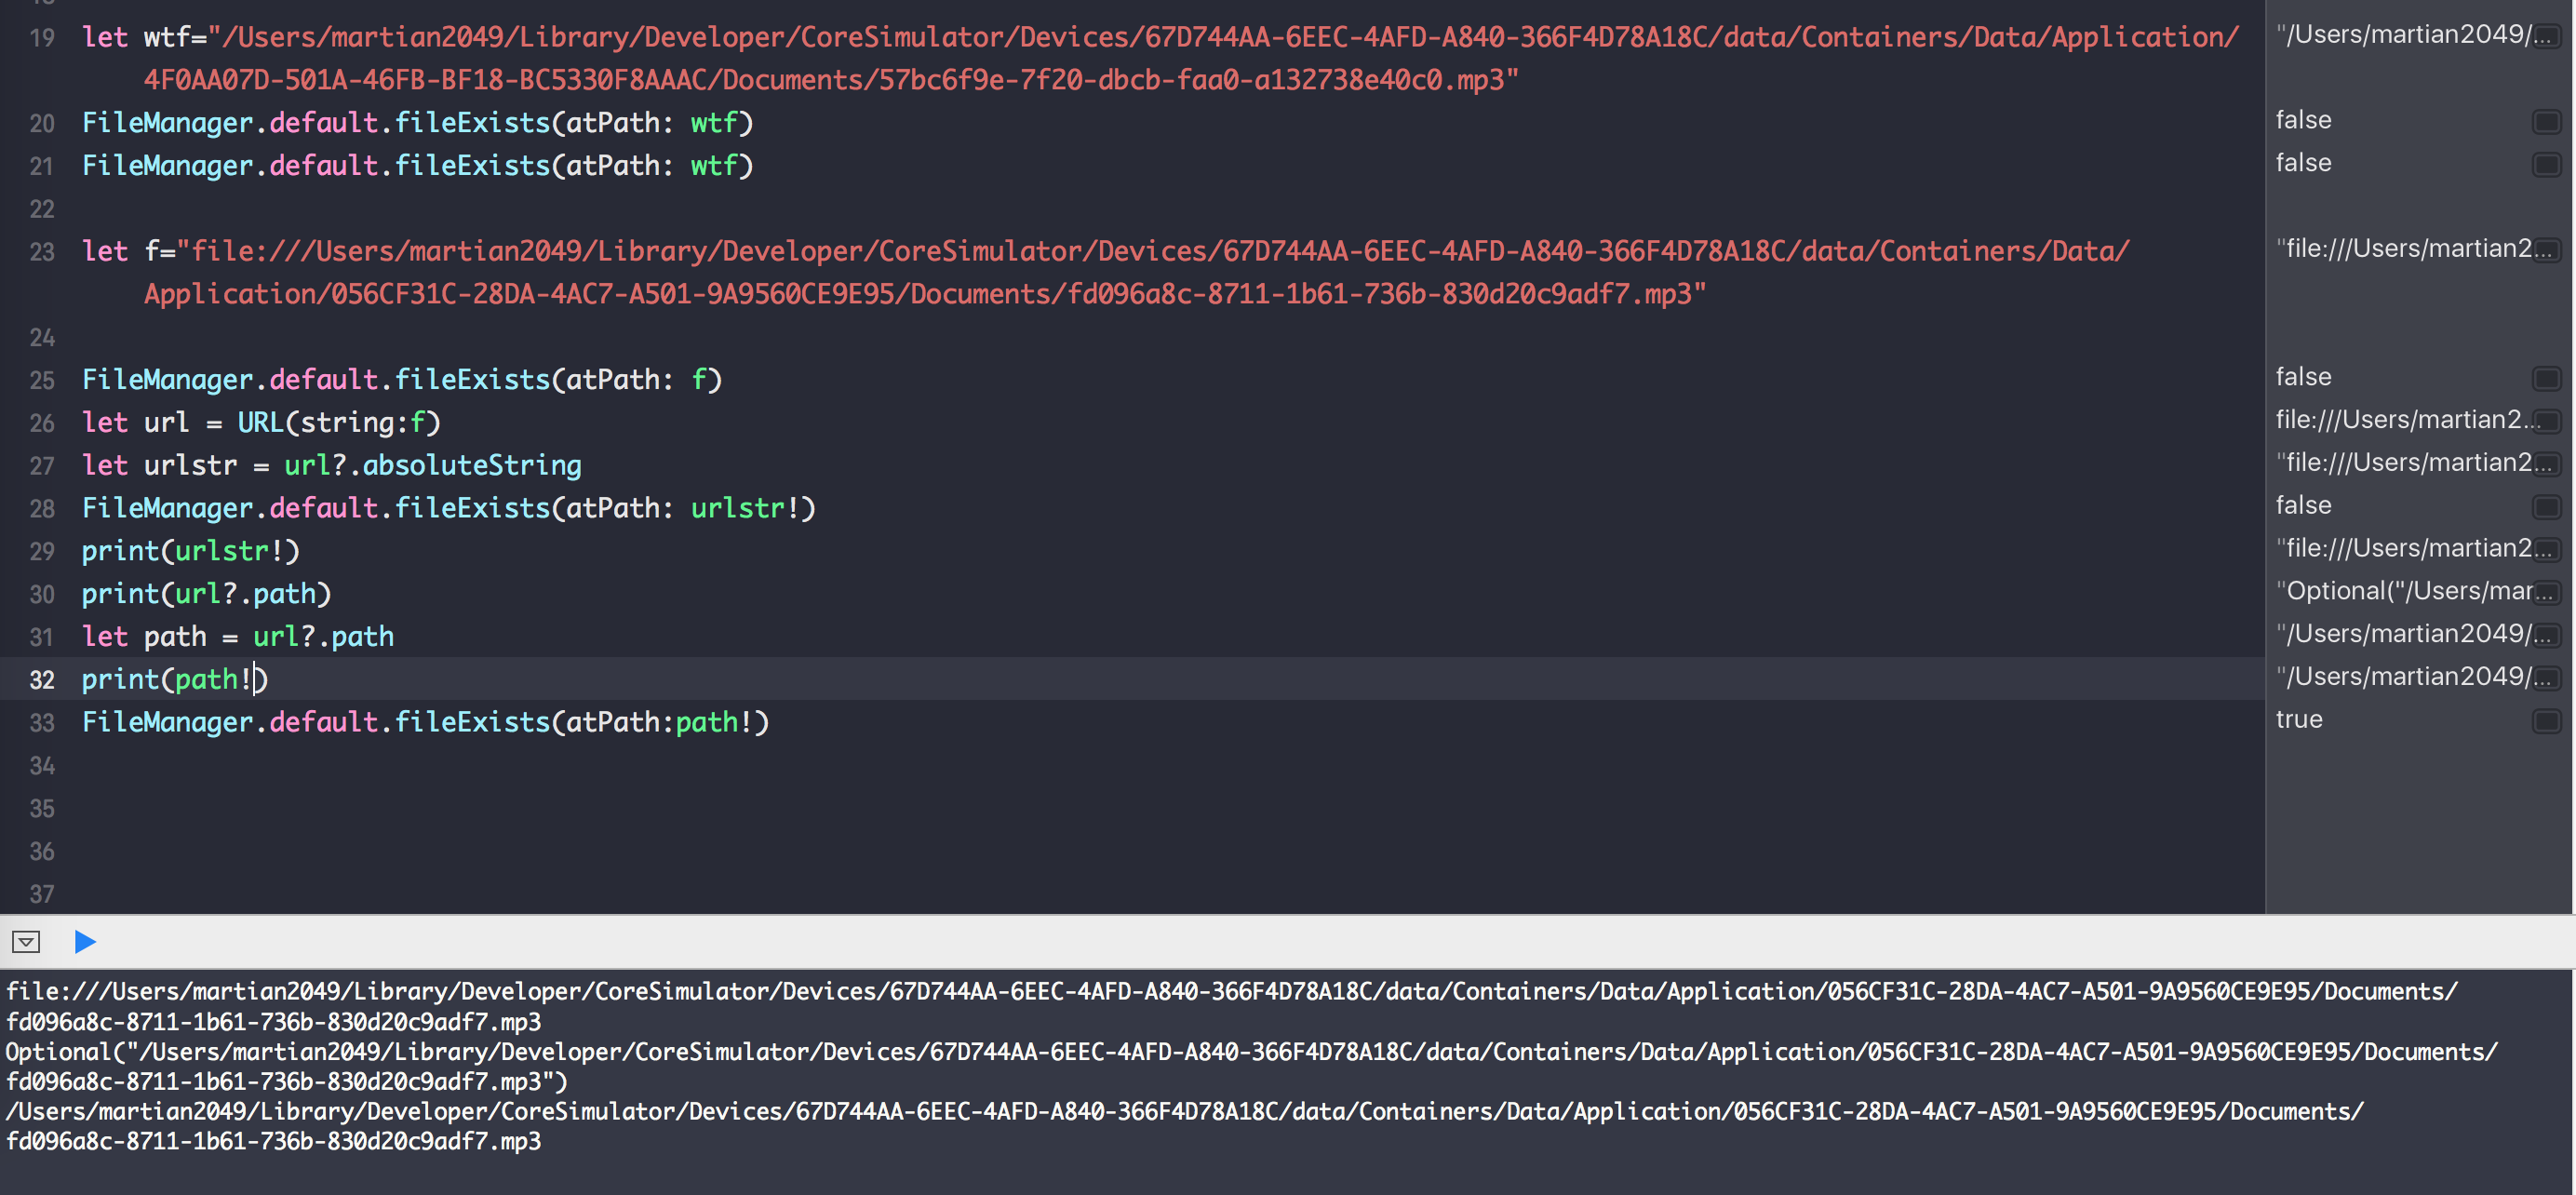 19 let wtf="/Users/martian2049/Library/Developer/CoreSimulator/Devices/67D744AA-6EEC-4AFD-A840-366F4D78A18C/data/Containers/Data/Application/ "/Users/martian2049/...
4F0AA07D-501A-46FB-BF18-BC5330F8AAAC/Documents/57bc6f9e-7f20-dbcb-faa0-a132738e40c0.mp3"
20 FileManager.default.fileExists(atPath: wtf) false
21 FileManager.default.fileExists(atPath: wtf) false
22
23 let f="file:///Users/martian2049/Library/Developer/CoreSimulator/Devices/67D744AA-6EEC-4AFD-A840-366F4D78A18C/data/Containers/Data/ "file:///Users/martian2...
Application/056CF31C-28DA-4AC7-A501-9A9560CE9E95/Documents/fd096a8c-8711-1b61-736b-830d20c9adf7.mp3"
24
25 FileManager.default.fileExists(atPath: f) false
26 let url = URL(string:f) file:///Users/martian2...
27 let urlstr = url?.absoluteString "file:///Users/martian2...
28 FileManager.default.fileExists(atPath: urlstr!) false
29 print(urlstr!) "file:///Users/martian2...
30 print(url?.path) "Optional("/Users/mar...
31 let path = url?.path "/Users/martian2049/...
32 print(path!) "/Users/martian2049/...
33 FileManager.default.fileExists(atPath:path!) true
34
35
36
37
file:///Users/martian2049/Library/Developer/CoreSimulator/Devices/67D744AA-6EEC-4AFD-A840-366F4D78A18C/data/Containers/Data/Application/056CF31C-28DA-4AC7-A501-9A9560CE9E95/Documents/
fd096a8c-8711-1b61-736b-830d20c9adf7.mp3
Optional("/Users/martian2049/Library/Developer/CoreSimulator/Devices/67D744AA-6EEC-4AFD-A840-366F4D78A18C/data/Containers/Data/Application/056CF31C-28DA-4AC7-A501-9A9560CE9E95/Documents/
fd096a8c-8711-1b61-736b-830d20c9adf7.mp3")
/Users/martian2049/Library/Developer/CoreSimulator/Devices/67D744AA-6EEC-4AFD-A840-366F4D78A18C/data/Containers/Data/Application/056CF31C-28DA-4AC7-A501-9A9560CE9E95/Documents/
fd096a8c-8711-1b61-736b-830d20c9adf7.mp3